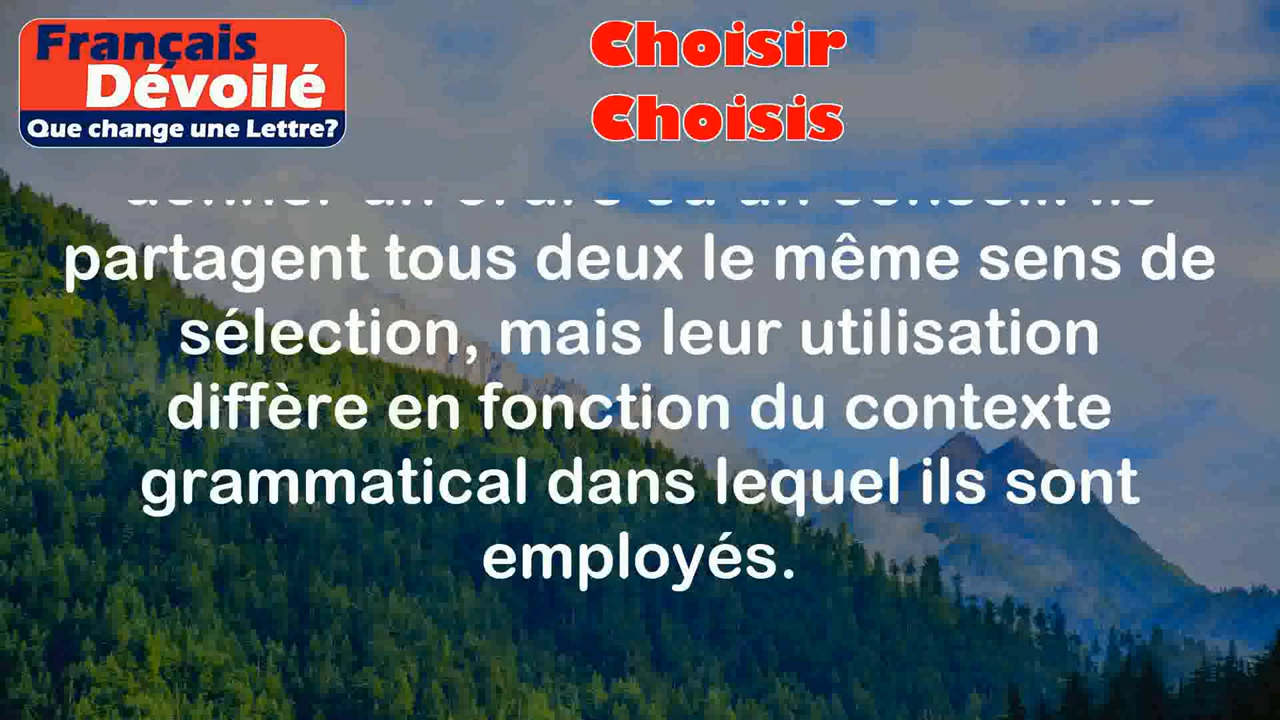 Français
Dévoilé
Que change une Lettre?
Choisir
Choisis
partagent tous deux le même sens de
sélection, mais leur utilisation
diffère en fonction du contexte
grammatical dans lequel ils sont
employés.